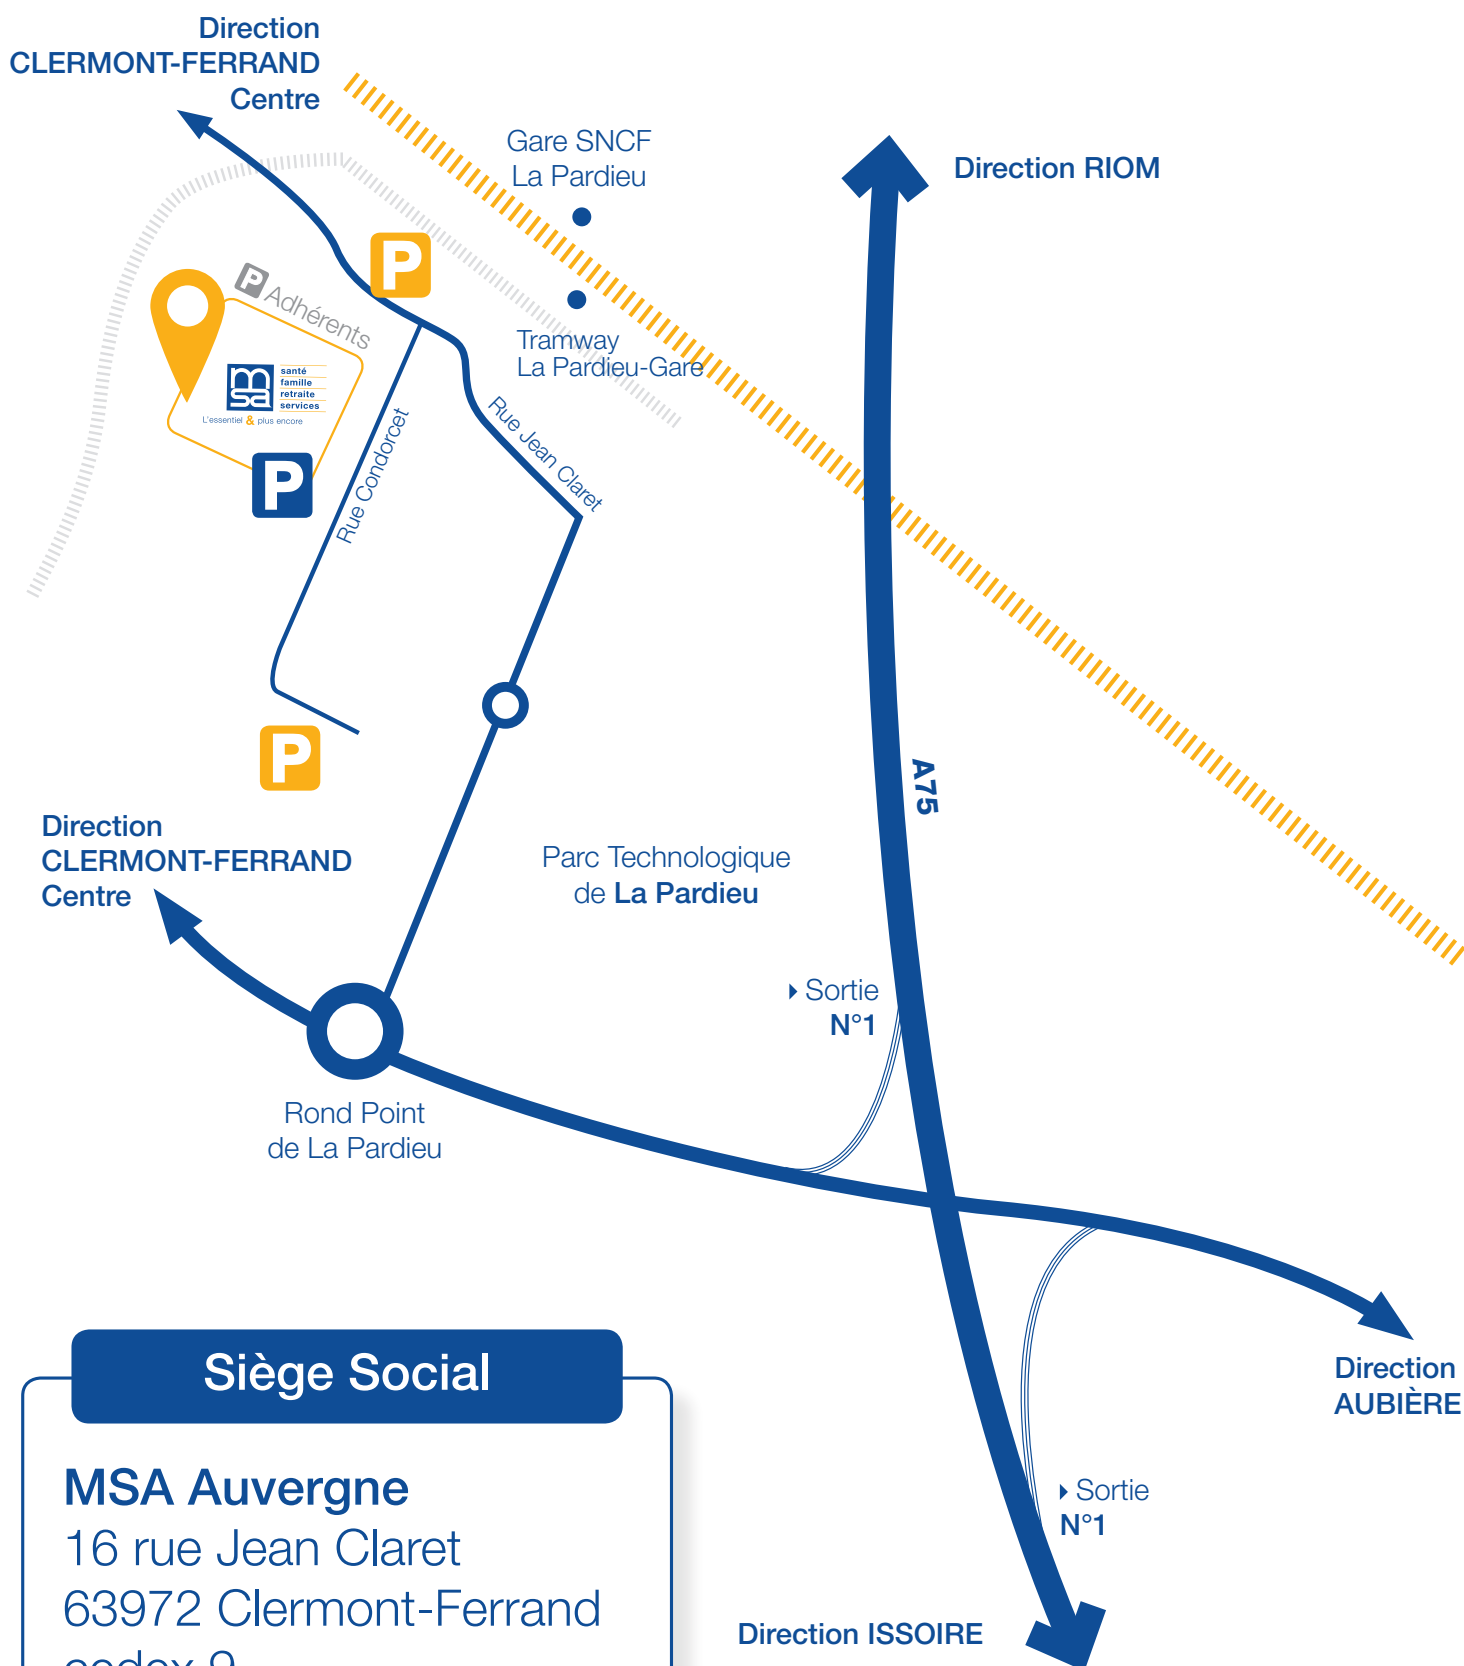 Direction
CLERMONT-FERRAND
Centre
Gare SNCF
La Pardieu
Direction RIOM
P
P Adhérents
Tramway
La Pardieu-Gare
msa
santé
famille
retraite
services
L'essentiel & plus encore
Rue Jean Claret
Rue Condorcet
P
P
A75
Direction
CLERMONT-FERRAND
Centre
Parc Technologique
de La Pardieu
Sortie
N°1
Rond Point
de La Pardieu
Siège Social
Direction
AUBIÈRE
MSA Auvergne
16 rue Jean Claret
63972 Clermont-Ferrand
cedex 9
Sortie
N°1
Direction ISSOIRE